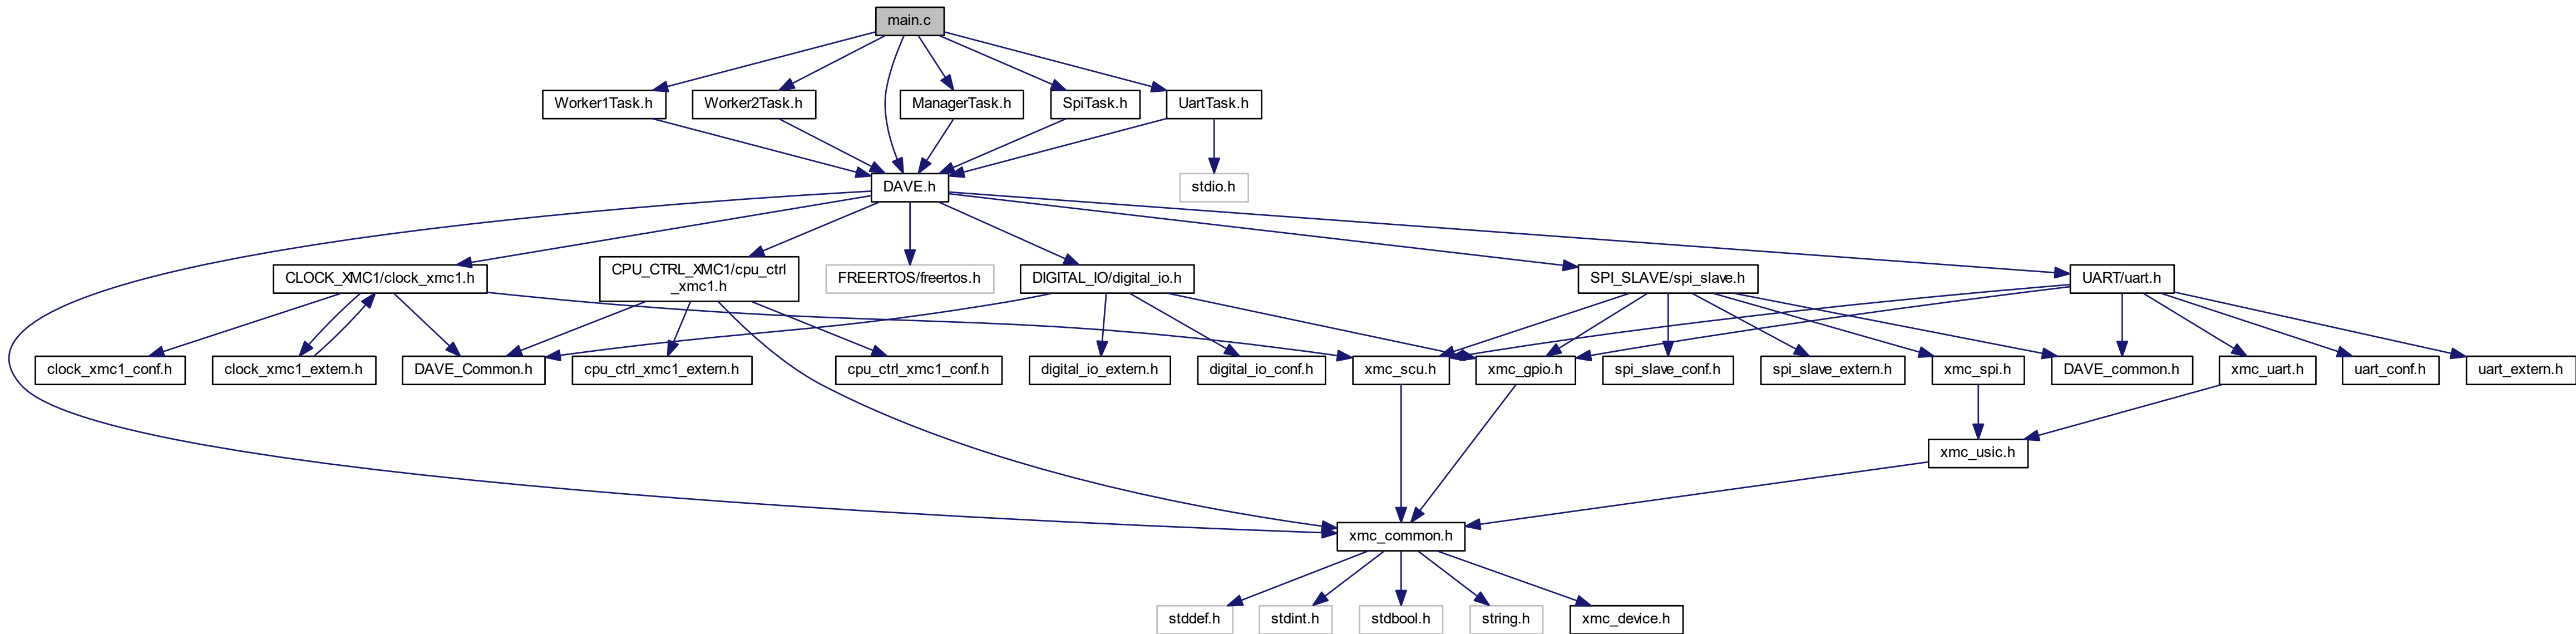 main.c
Worker1Task.h
Worker2Task.h
ManagerTask.h
SpiTask.h
UartTask.h
DAVE.h
stdio.h
CLOCK_XMC1/clock_xmc1.h
CPU_CTRL_XMC1/cpu_ctrl
_xmc1.h
FREERTOS/freertos.h
DIGITAL_IO/digital_io.h
SPI_SLAVE/spi_slave.h
UART/uart.h
clock_xmc1_conf.h
clock_xmc1_extern.h
DAVE_Common.h
cpu_ctrl_xmc1_extern.h
cpu_ctrl_xmc1_conf.h
digital_io_extern.h
digital_io_conf.h
xmc_scu.h
xmc_gpio.h
spi_slave_conf.h
spi_slave_extern.h
xmc_spi.h
DAVE_common.h
xmc_uart.h
uart_conf.h
uart_extern.h
xmc_usic.h
xmc_common.h
stddef.h
stdint.h
stdbool.h
string.h
xmc_device.h